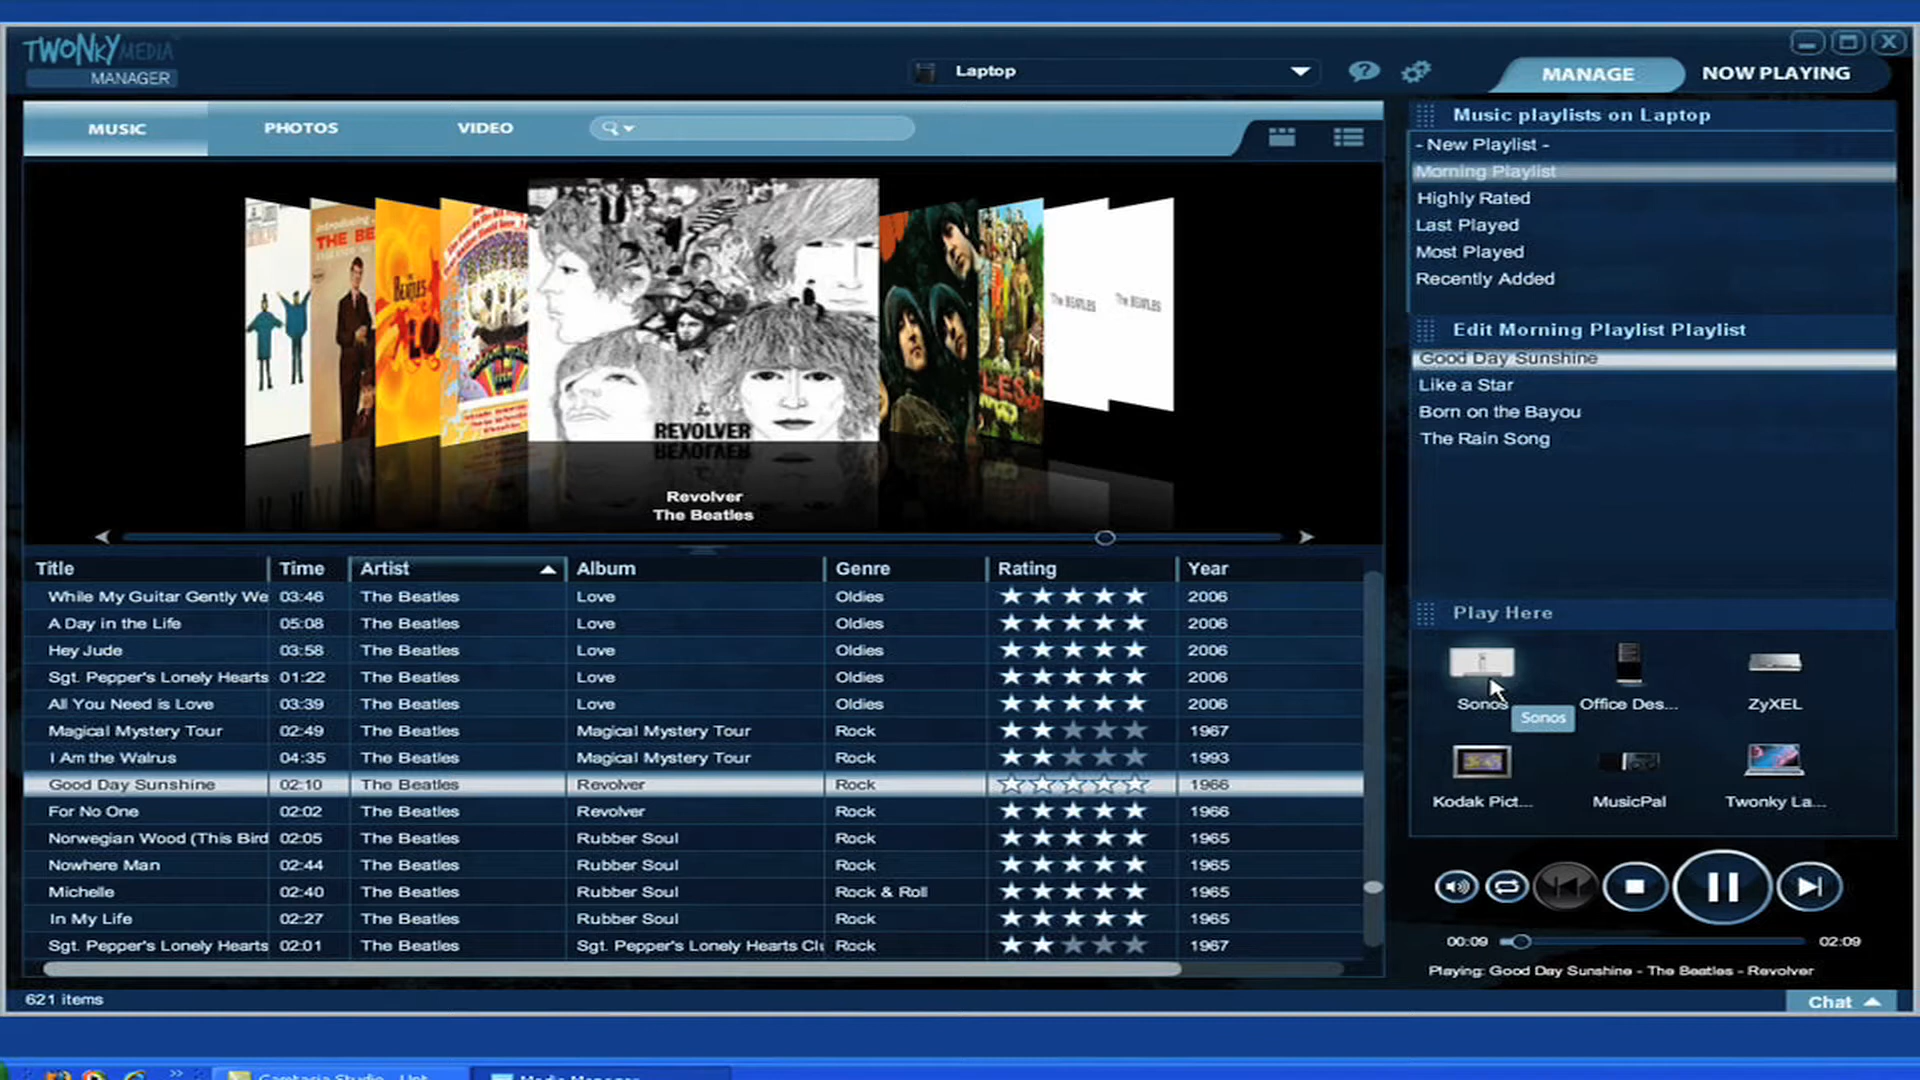 TWONKY MEDIA
MANAGER
Laptop
MANAGE
NOW PLAYING
MUSIC
PHOTOS
VIDEO
Music playlists on Laptop
- New Playlist -
Morning Playlist
Highly Rated
Last Played
Most Played
Recently Added
THE BE
THE BEATLES
THE BEATLES
REVOLVER
Revolver
The Beatles
Edit Morning Playlist Playlist
Good Day Sunshine
Like a Star
Born on the Bayou
The Rain Song
Title Time Artist Album Genre Rating Year
While My Guitar Gently We 03:46 The Beatles Love Oldies 2006
A Day in the Life 05:08 The Beatles Love Oldies 2006
Hey Jude 03:58 The Beatles Love Oldies 2006
Sgt. Pepper's Lonely Hearts 01:22 The Beatles Love Oldies 2006
All You Need is Love 03:39 The Beatles Love Oldies 2006
Magical Mystery Tour 02:49 The Beatles Magical Mystery Tour Rock 1967
I Am the Walrus 04:35 The Beatles Magical Mystery Tour Rock 1993
Good Day Sunshine 02:10 The Beatles Revolver Rock 1966
For No One 02:02 The Beatles Revolver Rock 1966
Norwegian Wood (This Bird 02:05 The Beatles Rubber Soul Rock 1965
Nowhere Man 02:44 The Beatles Rubber Soul Rock 1965
Michelle 02:40 The Beatles Rubber Soul Rock & Roll 1965
In My Life 02:27 The Beatles Rubber Soul Rock 1965
Sgt. Pepper's Lonely Hearts 02:01 The Beatles Sgt. Pepper's Lonely Hearts Clu Rock 1967
621 items
Play Here
Sonos
Office Des...
ZyXEL
Sonos
Kodak Pict...
MusicPal
Twonky La...
00:09
02:09
Playing: Good Day Sunshine - The Beatles - Revolver
Chat
Camtasia Studio - Unt
Media Manager